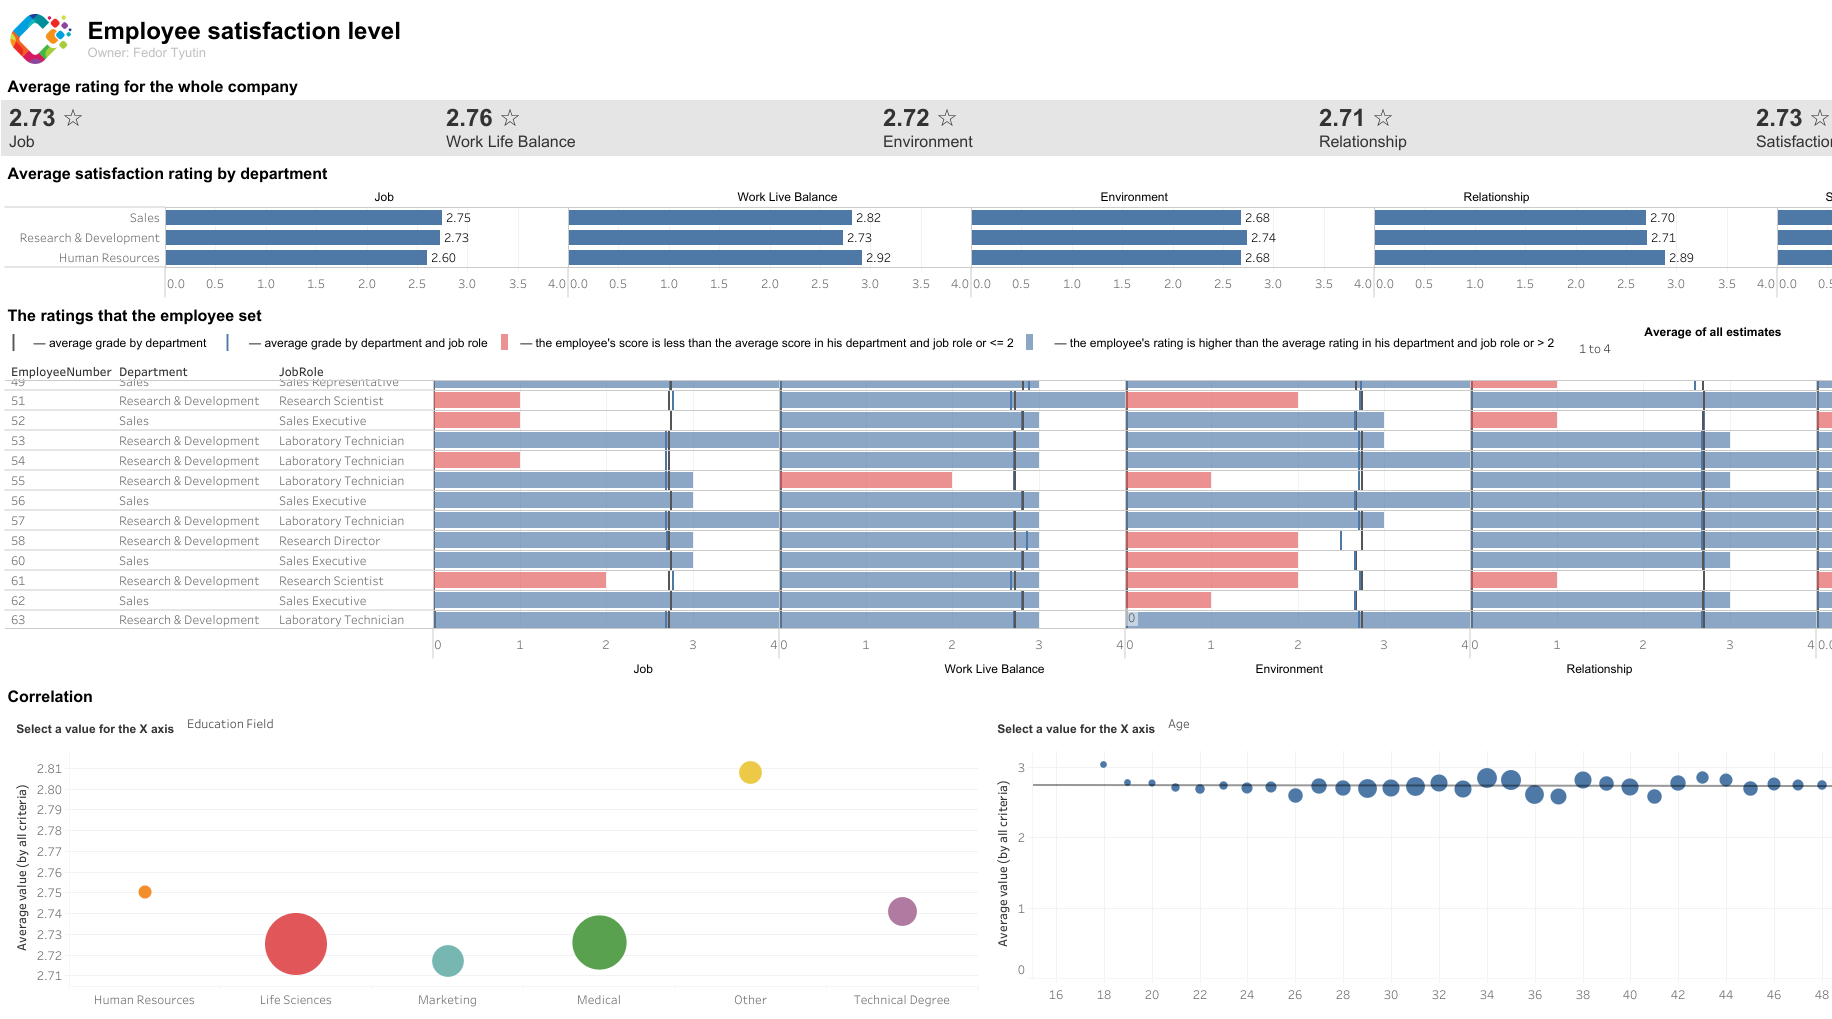 Employee satisfaction level
Owner: Fedor Tyutin
Average rating for the whole company
2.73 ☆ 2.76 ☆ 2.72 ☆ 2.71 ☆ 2.73 ☆
Job Work Life Balance Environment Relationship Satisfaction
Average satisfaction rating by department
Job Work Live Balance Environment Relationship S
Sales 2.75 2.82 2.68 2.70
Research & Development 2.73 2.73 2.74 2.71
Human Resources 2.60 2.92 2.68 2.89
0.0 0.5 1.0 1.5 2.0 2.5 3.0 3.5 4.0 0.0 0.5 1.0 1.5 2.0 2.5 3.0 3.5 4.0 0.0 0.5 1.0 1.5 2.0 2.5 3.0 3.5 4.0 0.0 0.5 1.0 1.5 2.0 2.5 3.0 3.5 4.0 0.0 0.5
The ratings that the employee set
— average grade by department — average grade by department and job role — the employee's score is less than the average score in his department and job role or <= 2 — the employee's rating is higher than the average rating in his department and job role or > 2
Average of all estimates
1 to 4
EmployeeNumber Department JobRole
49 Sales Sales Representative
51 Research & Development Research Scientist
52 Sales Sales Executive
53 Research & Development Laboratory Technician
54 Research & Development Laboratory Technician
55 Research & Development Laboratory Technician
56 Sales Sales Executive
57 Research & Development Laboratory Technician
58 Research & Development Research Director
60 Sales Sales Executive
61 Research & Development Research Scientist
62 Sales Sales Executive
63 Research & Development Laboratory Technician 0
0 1 2 3 4 0 1 2 3 4 0 1 2 3 4 0 1 2 3 4 0.0
Job Work Live Balance Environment Relationship
Correlation
Select a value for the X axis Education Field
Average value (by all criteria)
2.81
2.80
2.79
2.78
2.77
2.76
2.75
2.74
2.73
2.72
2.71
Human Resources Life Sciences Marketing Medical Other Technical Degree
Select a value for the X axis Age
Average value (by all criteria)
3
2
1
0
16 18 20 22 24 26 28 30 32 34 36 38 40 42 44 46 48